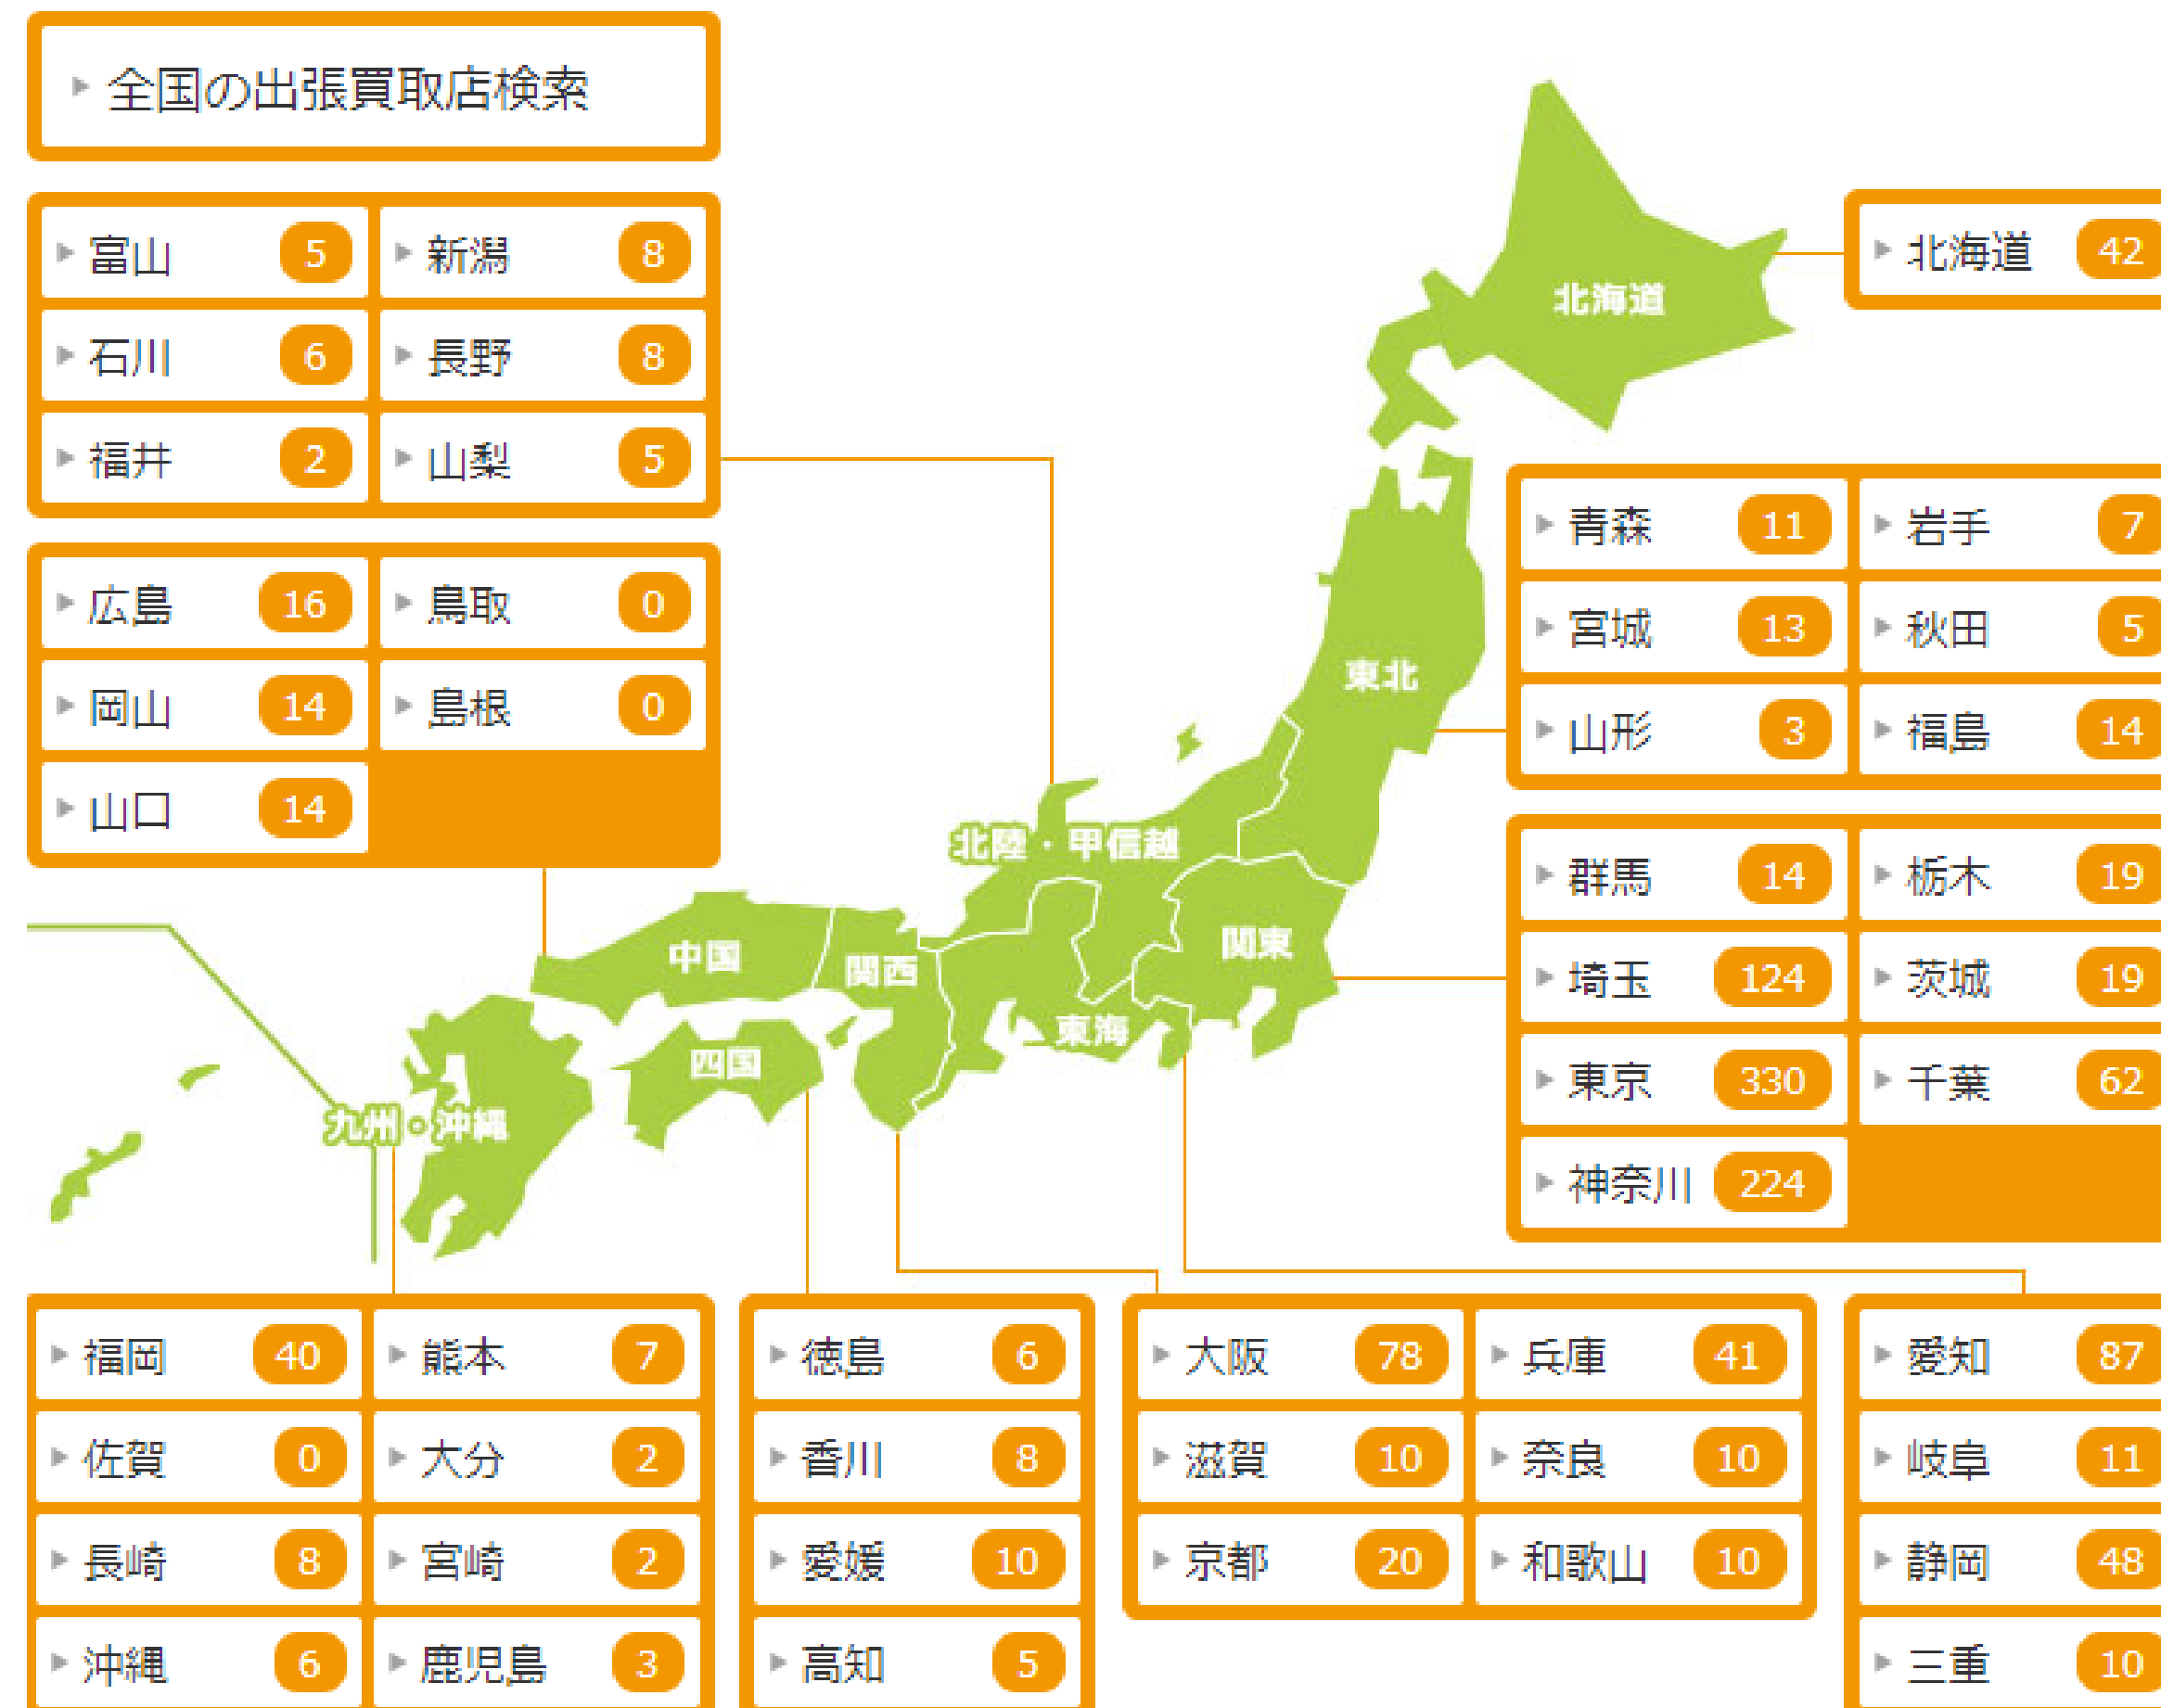 全国の出張買取店検索
富山 5 新潟 8
石川 6 長野 8
福井 2 山梨 5
広島 16 鳥取 0
岡山 14 島根 0
山口 14
北海道 42
青森 11 岩手 7
宮城 13 秋田 5
山形 3 福島 14
群馬 14 栃木 19
埼玉 124 茨城 19
東京 330 千葉 62
神奈川 224
北海道
東北
北陸・甲信越
関東
中国
関西
東海
四国
九州・沖縄
福岡 40 熊本 7
佐賀 0 大分 2
長崎 8 宮崎 2
沖縄 6 鹿児島 3
徳島 6
香川 8
愛媛 10
高知 5
大阪 78 兵庫 41
滋賀 10 奈良 10
京都 20 和歌山 10
愛知 87
岐阜 11
静岡 48
三重 10